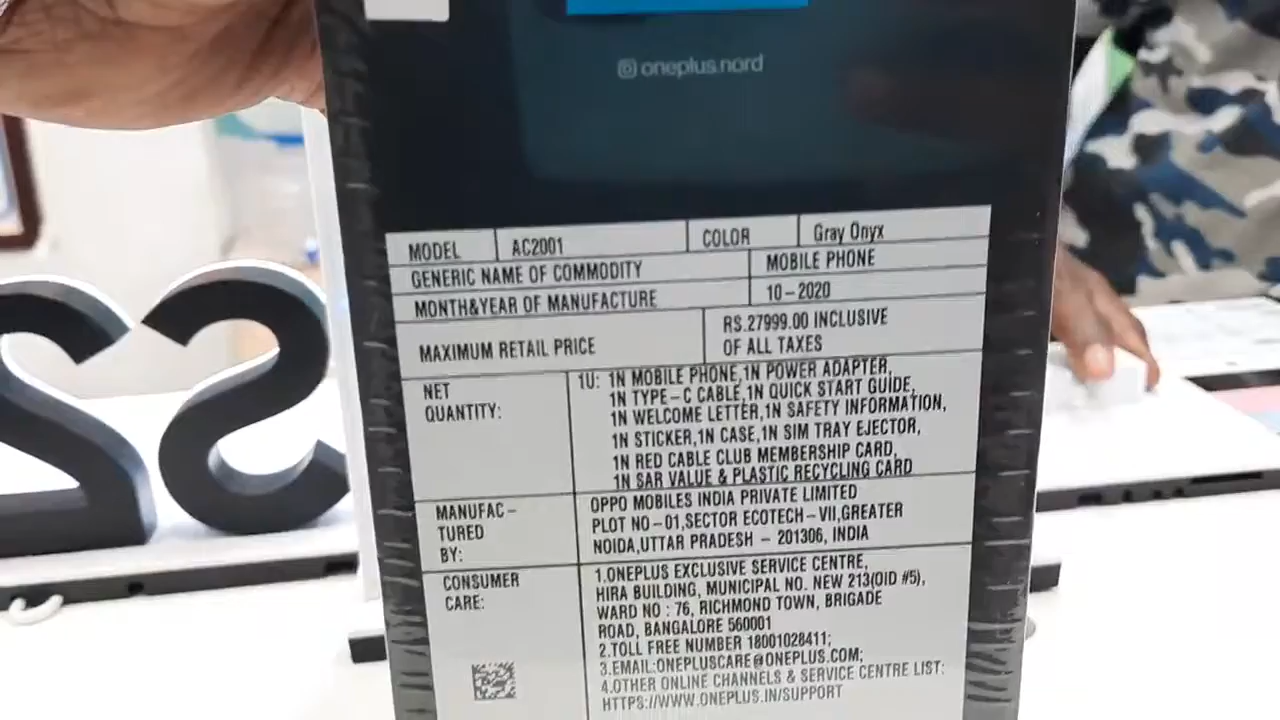 oneplus.nord
MODEL AC2001 COLOR Gray Onyx
GENERIC NAME OF COMMODITY MOBILE PHONE
MONTH&YEAR OF MANUFACTURE 10-2020
MAXIMUM RETAIL PRICE RS.27999.00 INCLUSIVE
OF ALL TAXES
NET
QUANTITY:
1U: 1N MOBILE PHONE,1N POWER ADAPTER,
1N TYPE-C CABLE,1N QUICK START GUIDE,
1N WELCOME LETTER,1N SAFETY INFORMATION,
1N STICKER,1N CASE,1N SIM TRAY EJECTOR,
1N RED CABLE CLUB MEMBERSHIP CARD,
1N SAR VALUE & PLASTIC RECYCLING CARD
MANUFAC-
TURED
BY:
OPPO MOBILES INDIA PRIVATE LIMITED
PLOT NO-01,SECTOR ECOTECH-VII,GREATER
NOIDA,UTTAR PRADESH - 201306, INDIA
CONSUMER
CARE:
1.ONEPLUS EXCLUSIVE SERVICE CENTRE,
HIRA BUILDING, MUNICIPAL NO. NEW 213(OID #5),
WARD NO : 76, RICHMOND TOWN, BRIGADE
ROAD, BANGALORE 560001
2.TOLL FREE NUMBER 18001028411;
3.EMAIL:ONEPLUSCARE@ONEPLUS.COM;
4.OTHER ONLINE CHANNELS & SERVICE CENTRE LIST:
HTTPS://WWW.ONEPLUS.IN/SUPPORT
S2